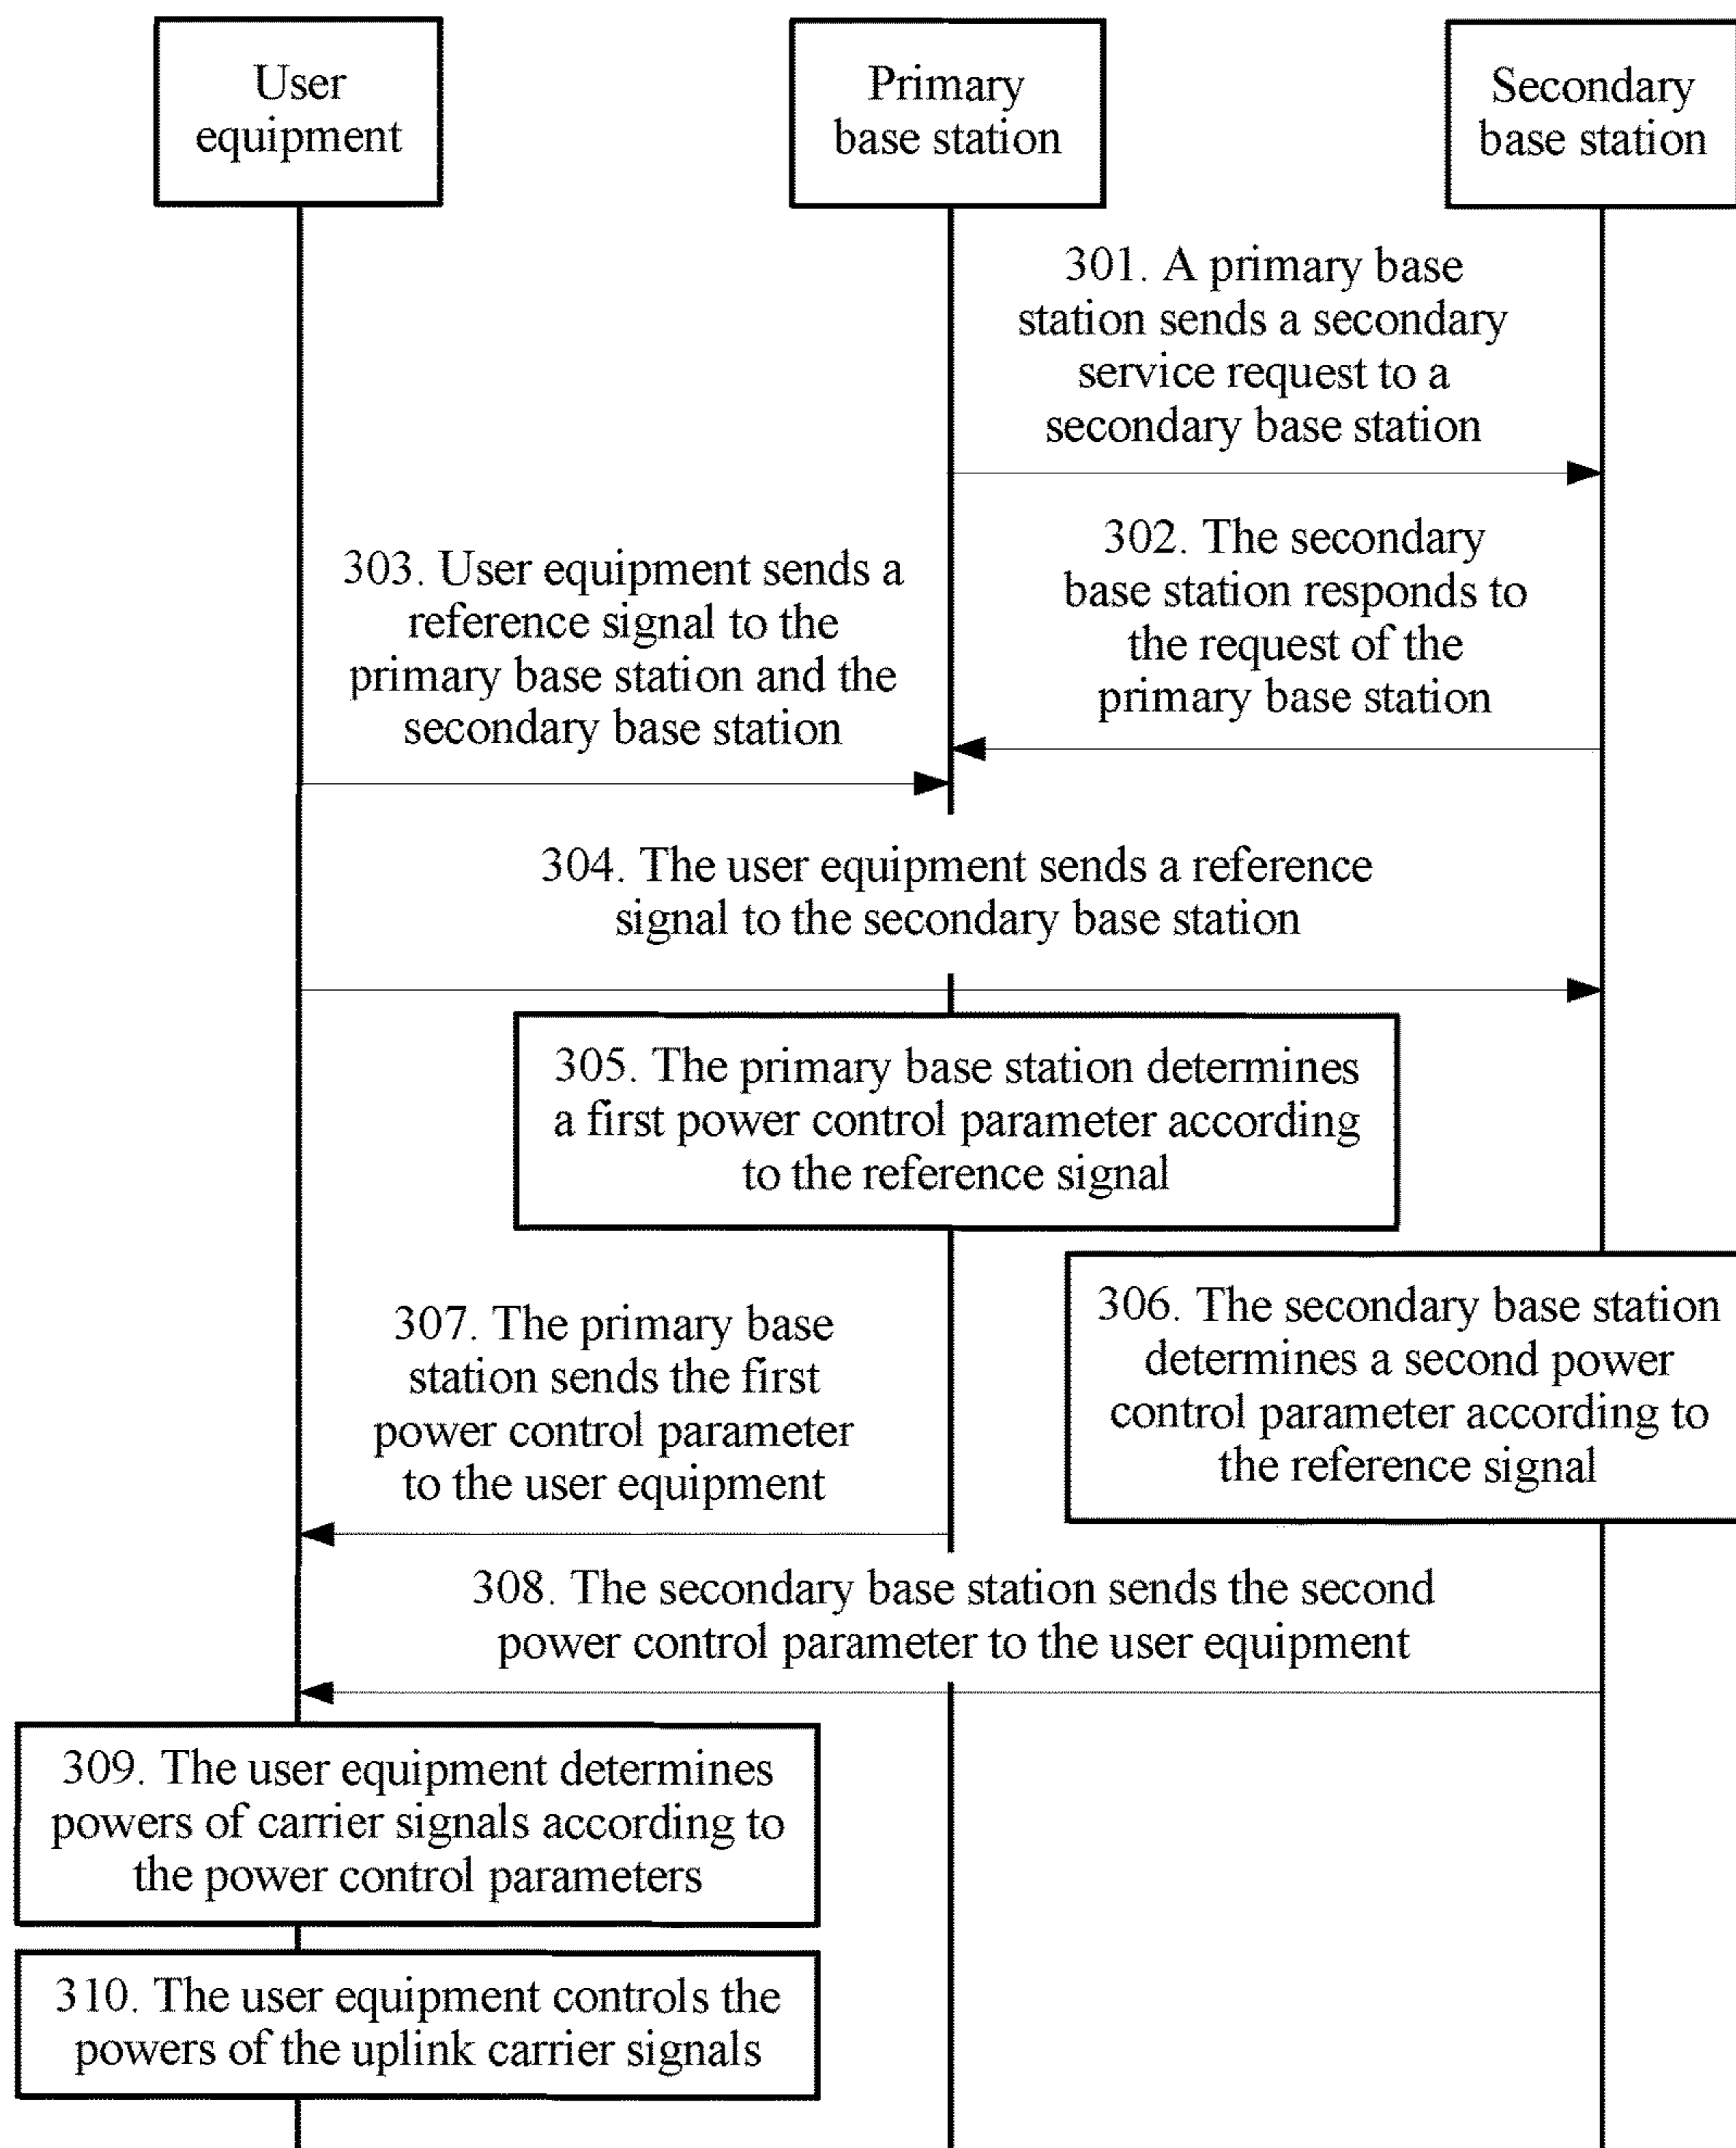 User
equipment
Primary
base station
Secondary
base station
301. A primary base
station sends a secondary
service request to a
secondary base station
302. The secondary
base station responds to
the request of the
primary base station
303. User equipment sends a
reference signal to the
primary base station and the
secondary base station
304. The user equipment sends a reference
signal to the secondary base station
305. The primary base station determines
a first power control parameter according
to the reference signal
306. The secondary base station
determines a second power
control parameter according to
the reference signal
307. The primary base
station sends the first
power control parameter
to the user equipment
308. The secondary base station sends the second
power control parameter to the user equipment
309. The user equipment determines
powers of carrier signals according to
the power control parameters
310. The user equipment controls the
powers of the uplink carrier signals